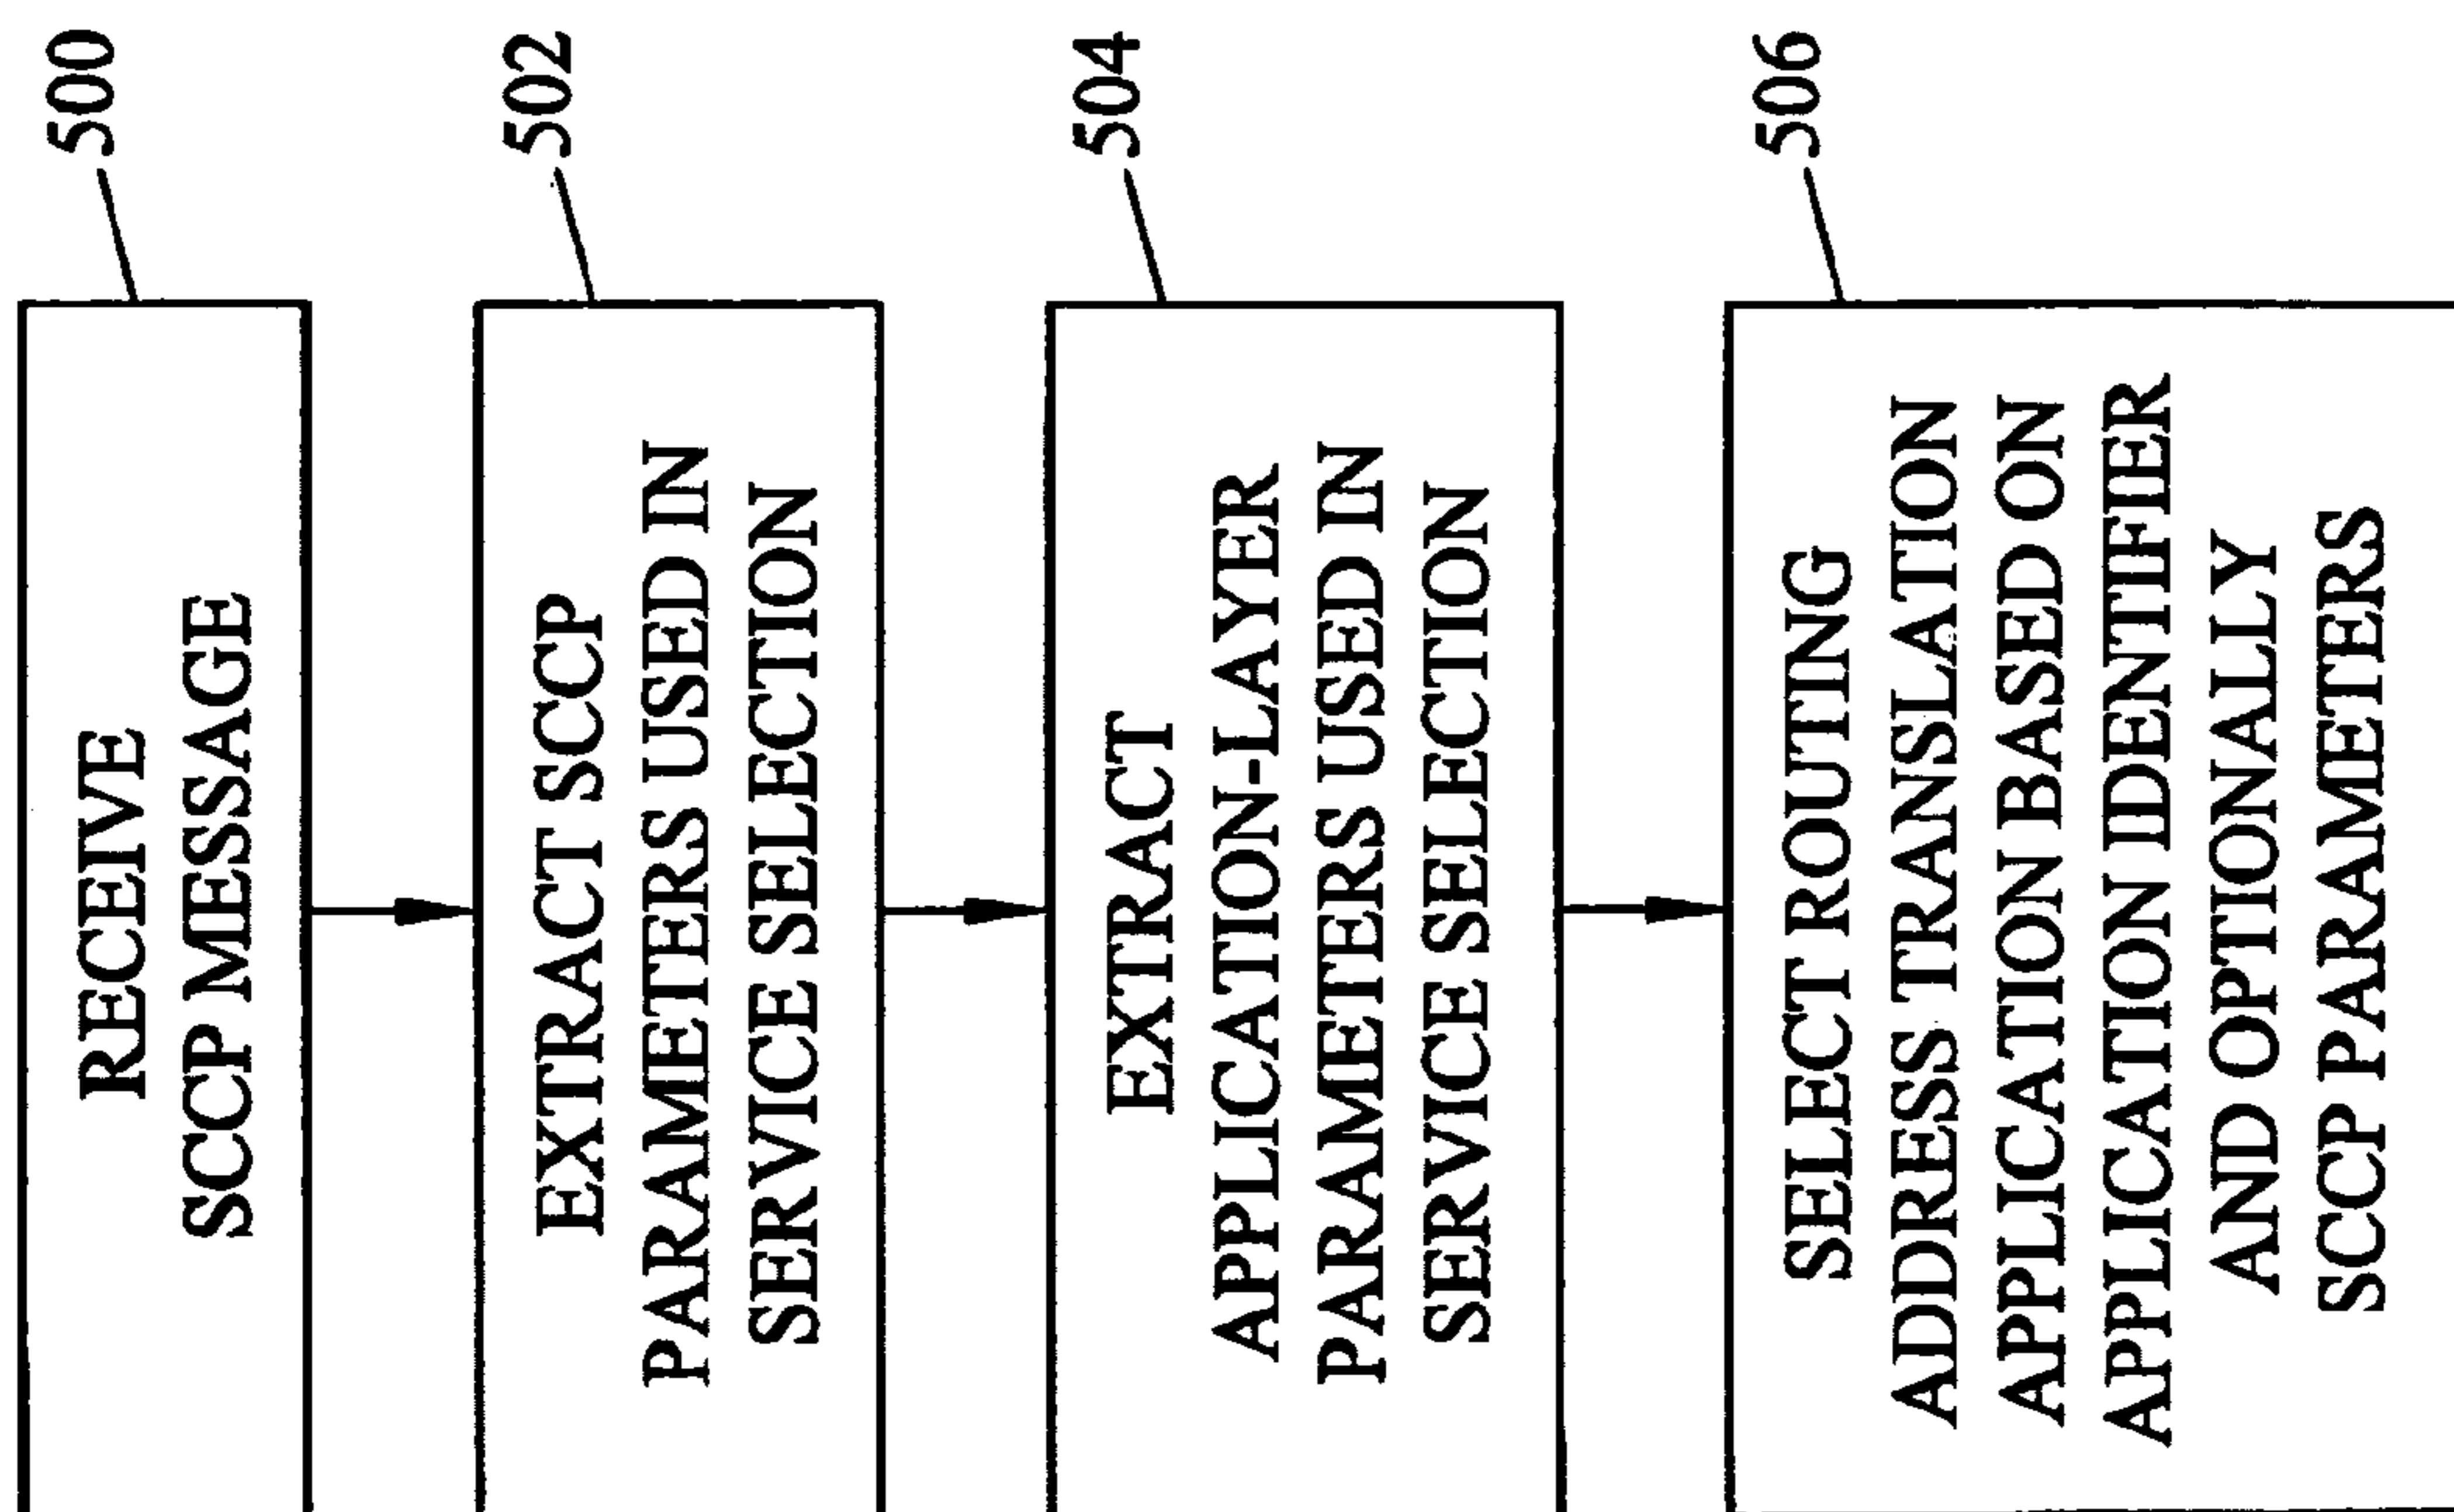 500
RECEIVE
SCCP MESSAGE
502
EXTRACT SCCP
PARAMETERS USED IN
SERVICE SELECTION
504
EXTRACT
APPLICATION-LAYER
PARAMETERS USED IN
SERVICE SELECTION
506
SELECT ROUTING
ADDRESS TRANSLATION
APPLICATION BASED ON
APPLICATION IDENTIFIER
AND OPTIONALLY
SCCP PARAMETERS